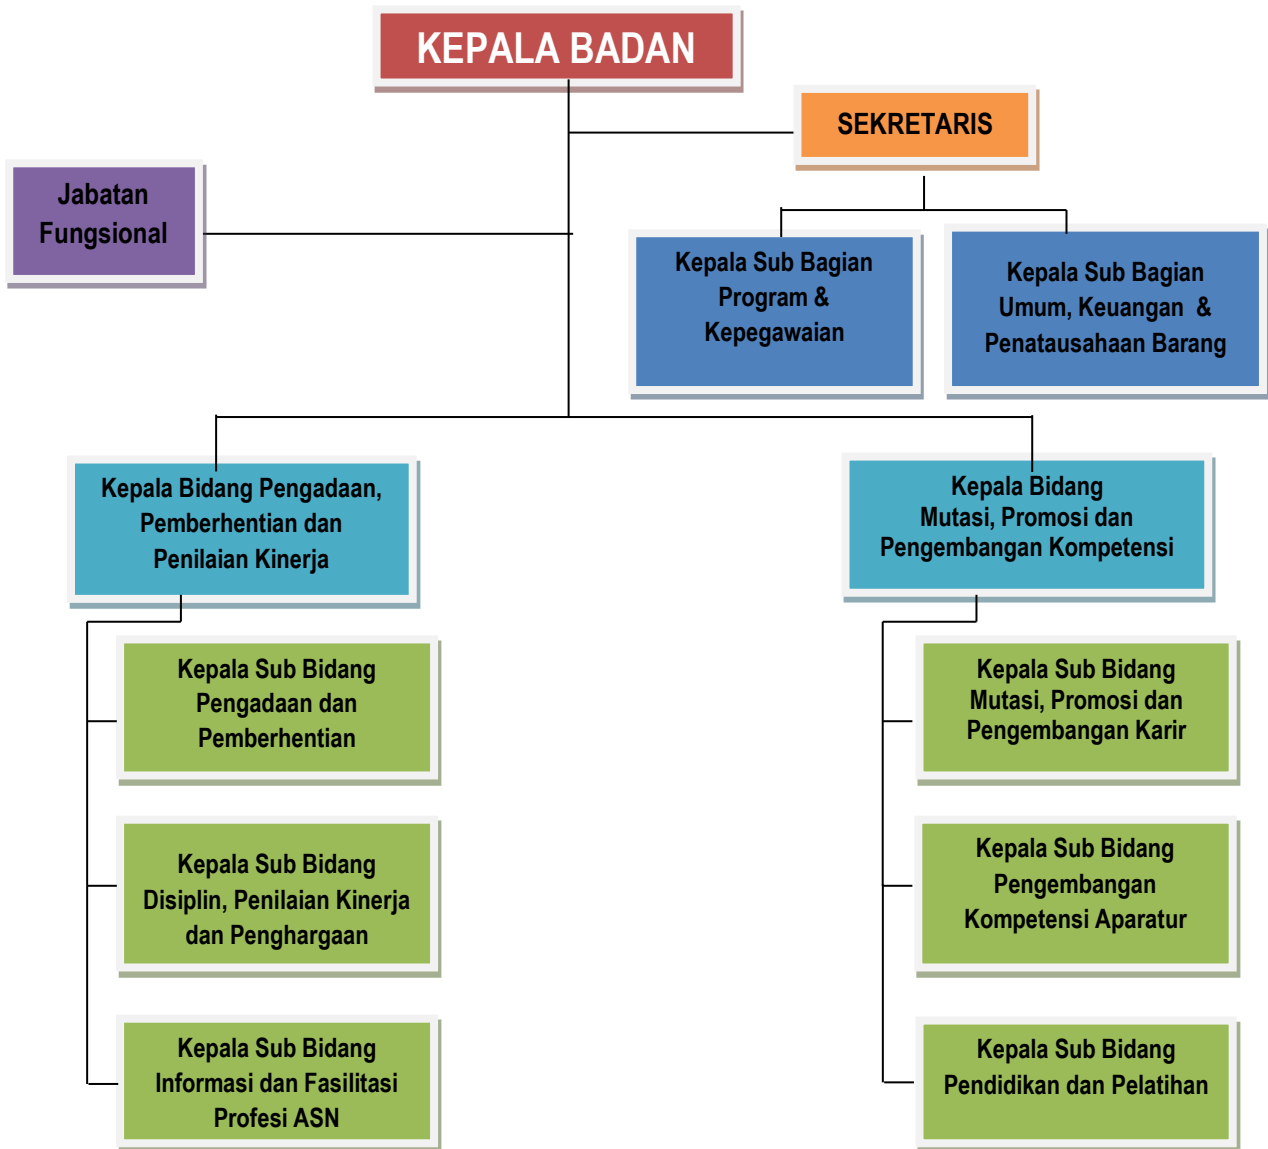 KEPALA BADAN
SEKRETARIS
Jabatan
Fungsional
Kepala Sub Bagian
Program &
Kepegawaian
Kepala Sub Bagian
Umum, Keuangan &
Penatausahaan Barang
Kepala Bidang Pengadaan,
Pemberhentian dan
Penilaian Kinerja
Kepala Bidang
Mutasi, Promosi dan
Pengembangan Kompetensi
Kepala Sub Bidang
Pengadaan dan
Pemberhentian
Kepala Sub Bidang
Mutasi, Promosi dan
Pengembangan Karir
Kepala Sub Bidang
Disiplin, Penilaian Kinerja
dan Penghargaan
Kepala Sub Bidang
Pengembangan
Kompetensi Aparatur
Kepala Sub Bidang
Informasi dan Fasilitasi
Profesi ASN
Kepala Sub Bidang
Pendidikan dan Pelatihan